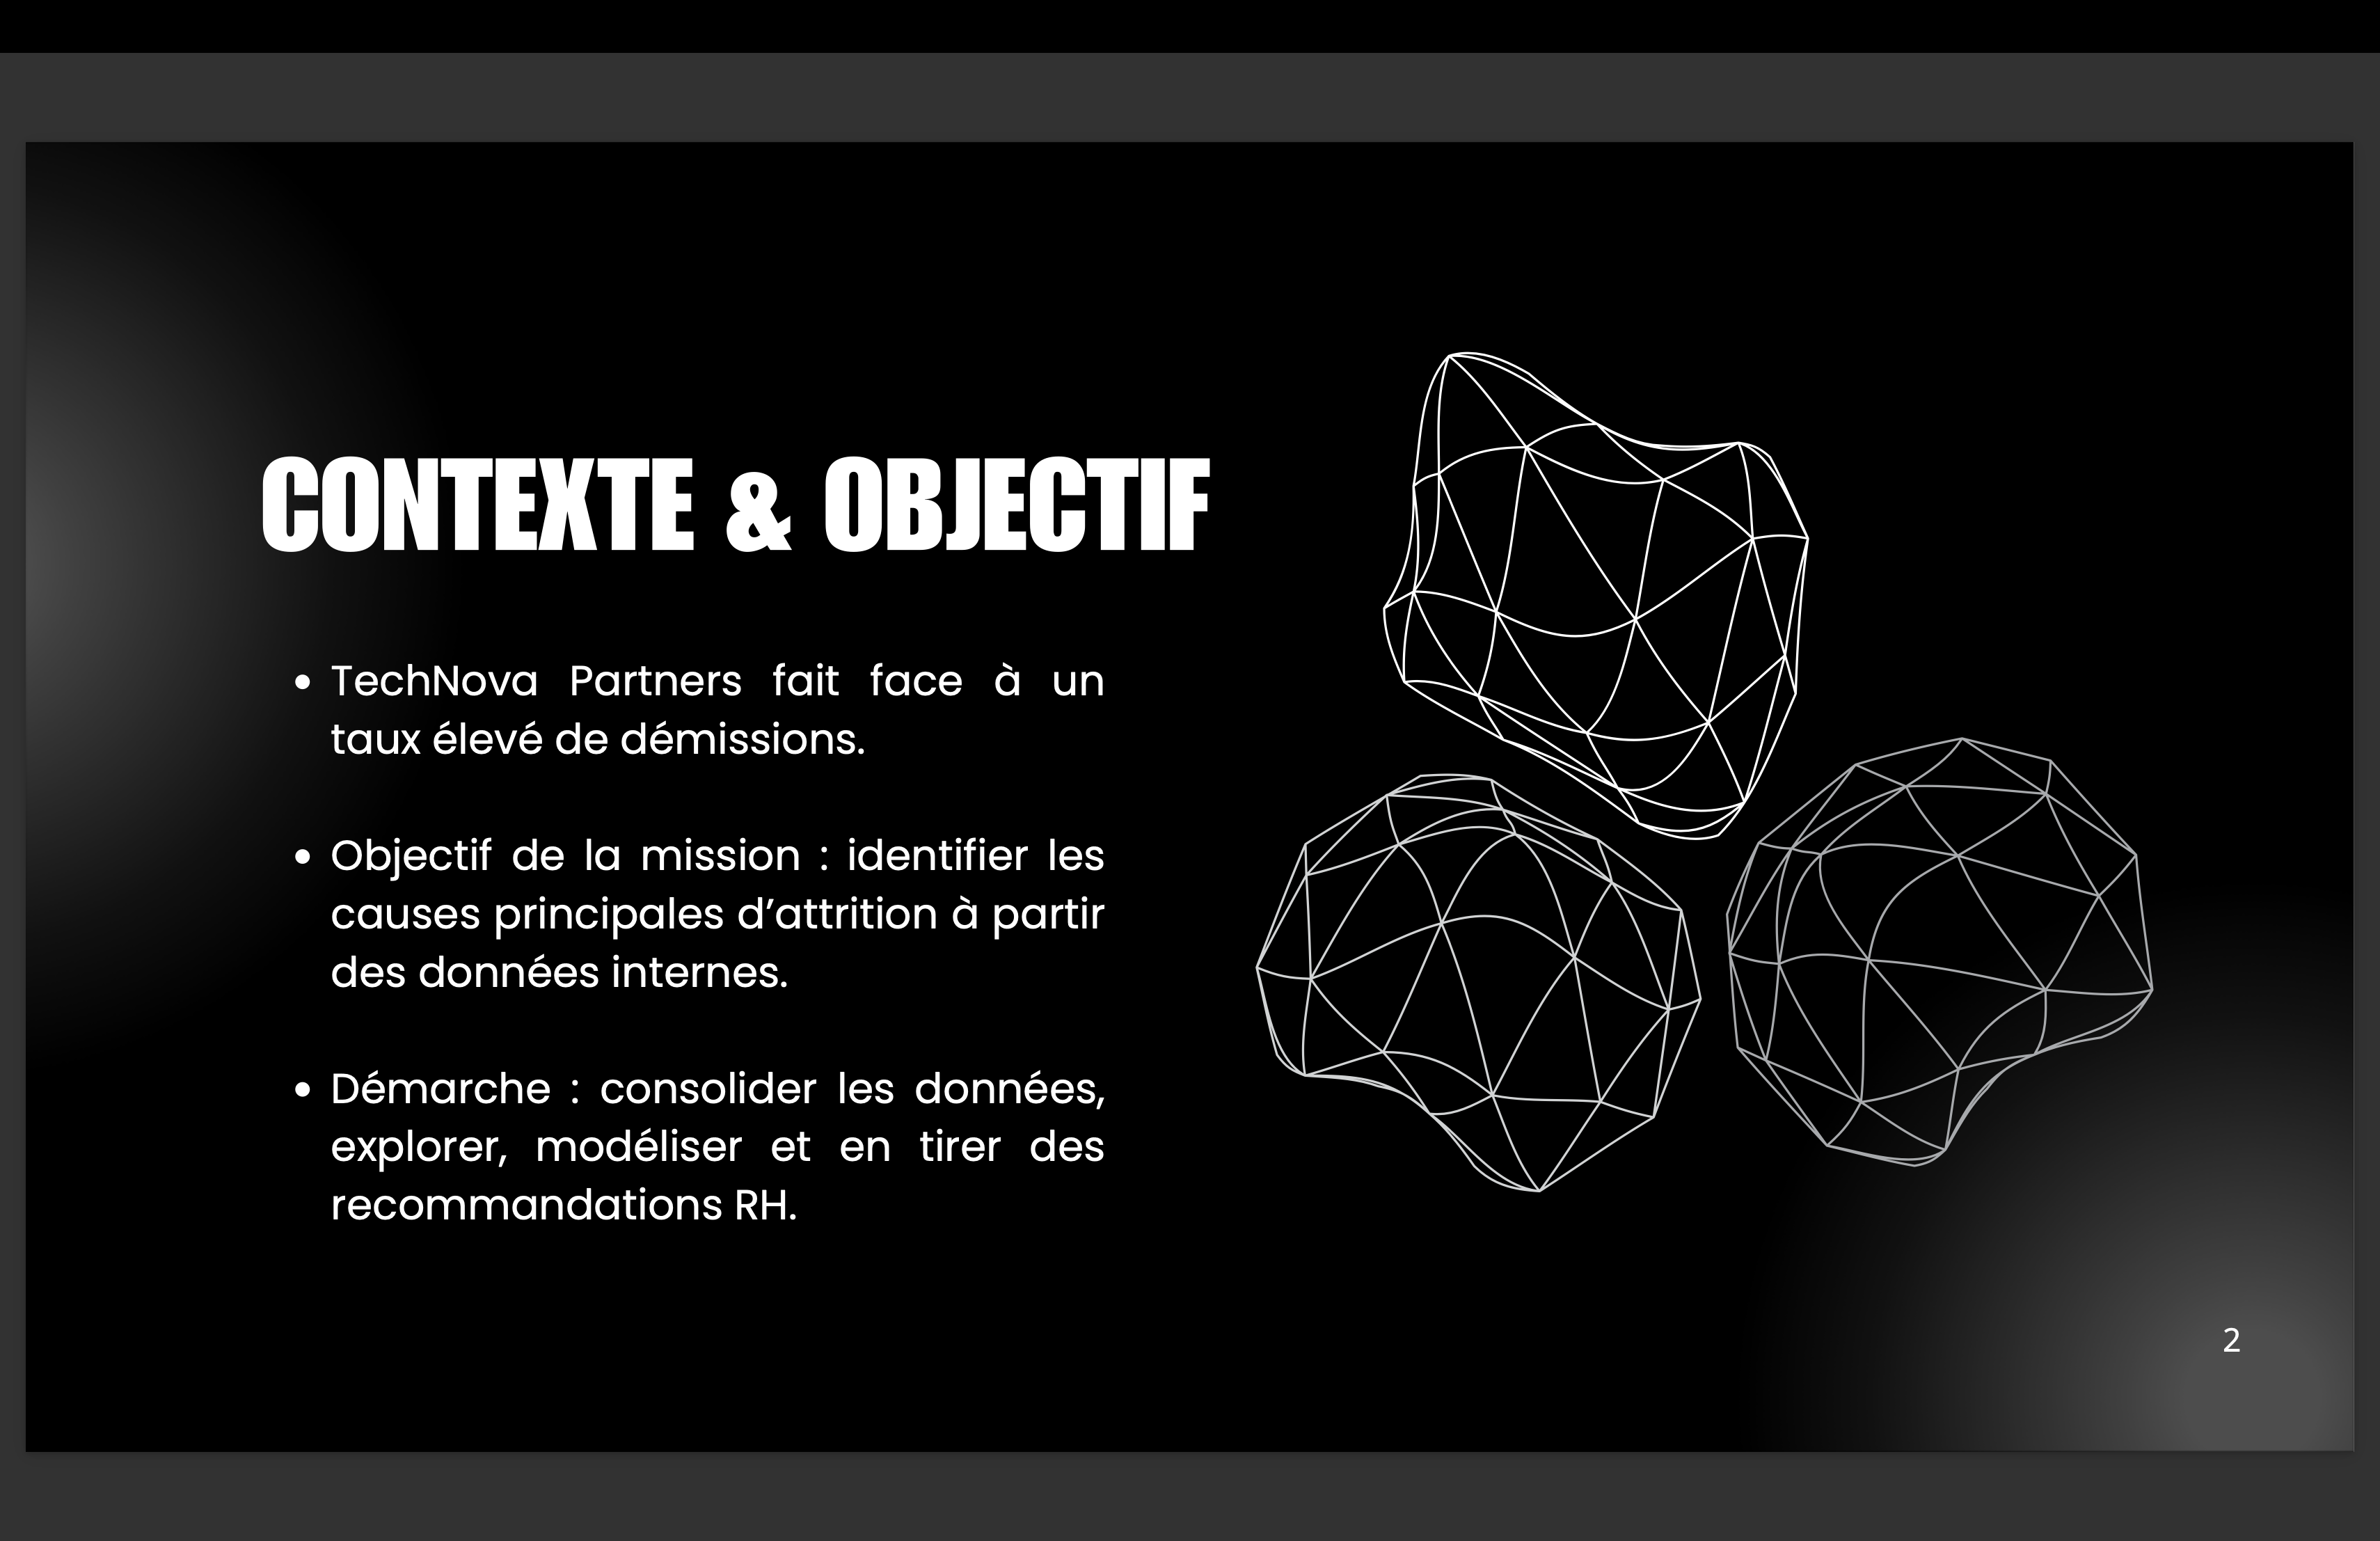 CONTEXTE & OBJECTIF
• TechNova Partners fait face à un
taux élevé de démissions.
• Objectif de la mission : identifier les
causes principales d’attrition à partir
des données internes.
• Démarche : consolider les données,
explorer, modéliser et en tirer des
recommandations RH.
2